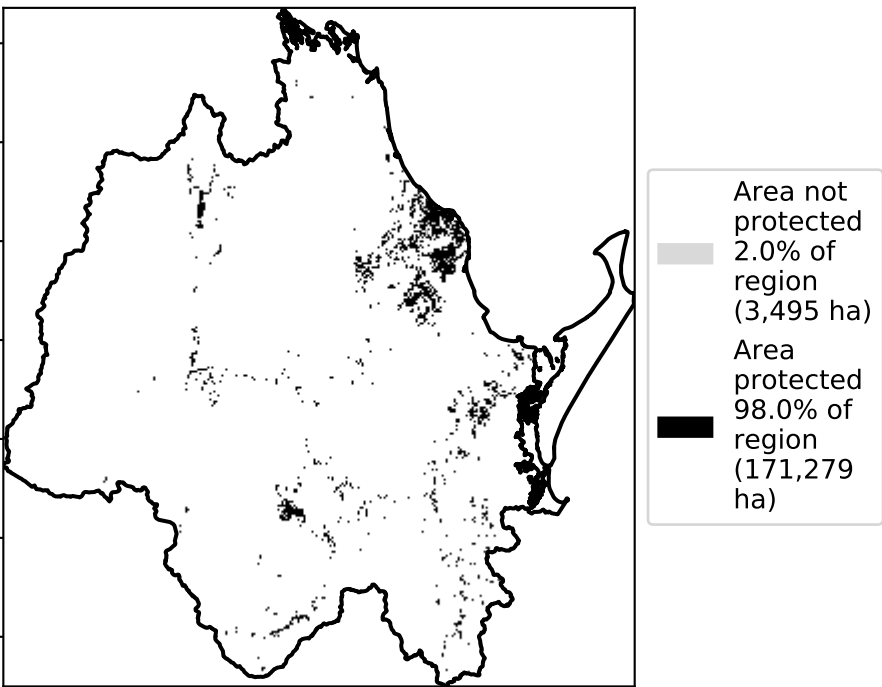 Area not
protected
2.0% of
region
(3,495 ha)
Area
protected
98.0% of
region
(171,279
ha)